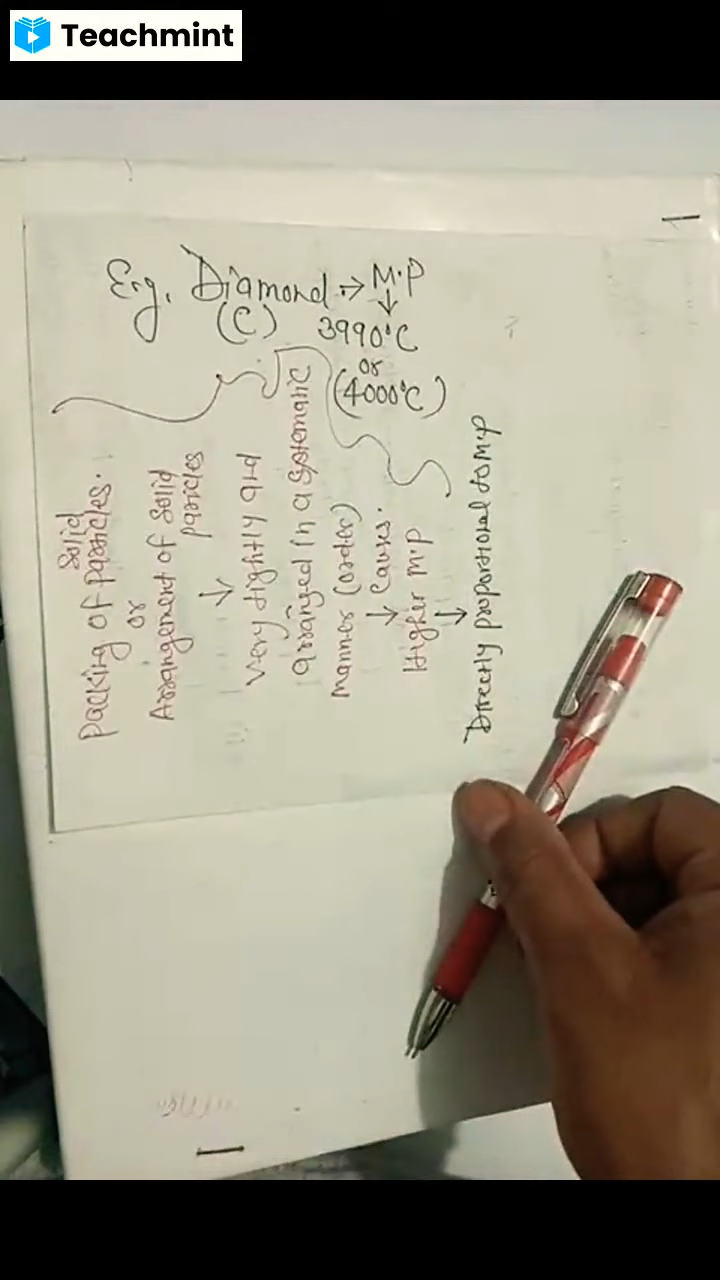 Teachmint
E.g. Diamond :→ M.P
(C)
↓
3990°C
or
(4000°C)
Solid
Packing of Particles.
or
Arrangement of Solid
Particles
↓
Very tightly and
arranged in a systematic
manner (order)
↓ Causes.
Higher M.P
↓
Directly proportional to M.P